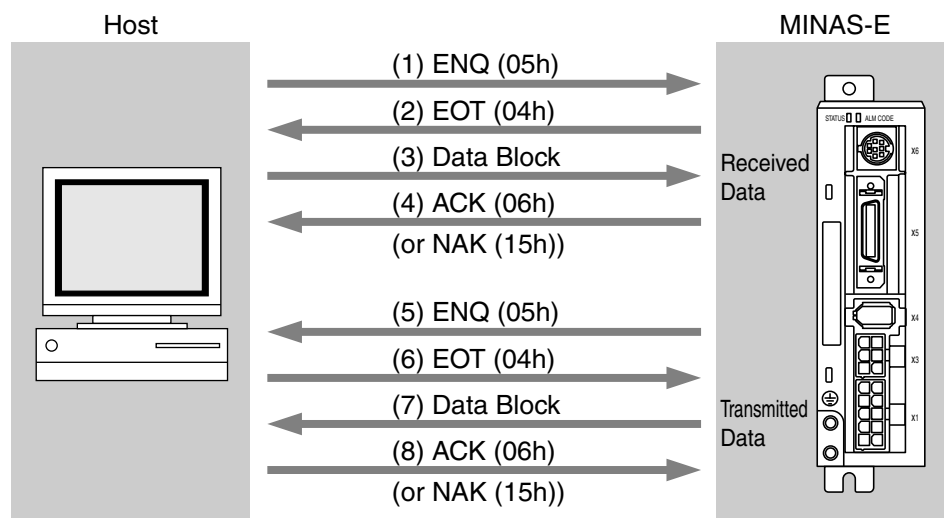 Host
MINAS-E
(1) ENQ (05h)
(2) EOT (04h)
(3) Data Block
(4) ACK (06h)
(or NAK (15h))
Received
Data
(5) ENQ (05h)
(6) EOT (04h)
(7) Data Block
(8) ACK (06h)
(or NAK (15h))
Transmitted
Data
STATUS ALM CODE
X6
X5
X4
X3
X1